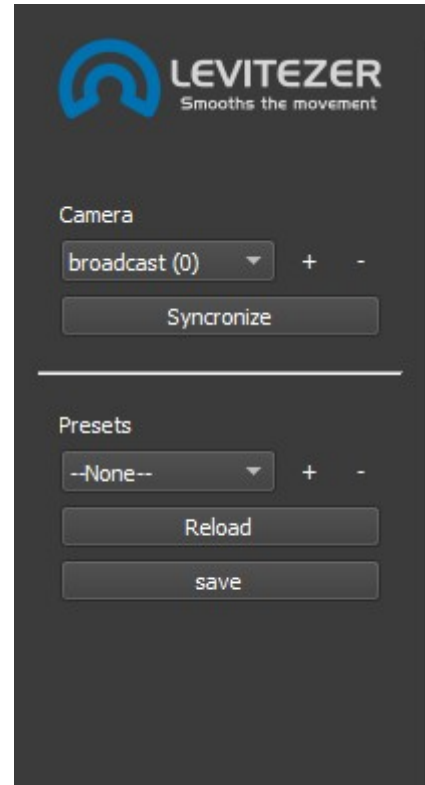 LEVITEZER
Smooths the movement
Camera
broadcast (0) + -
Syncronize
Presets
--None-- + -
Reload
save